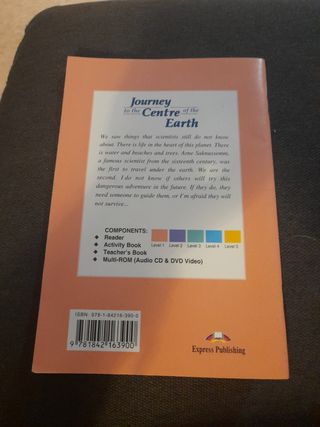 Journey
to the Centre of the
Earth
We saw things that scientists still do not know
about. There is life in the heart of this planet. There
is water and beaches and trees. Arne Saknussemm,
a famous scientist from the sixteenth century, was
the first to travel under the earth. We are the
second. I do not know if others will try this
dangerous adventure in the future. If they do, they
need someone to guide them, or I'm afraid they will
not survive...
COMPONENTS:
◆ Reader
◆ Activity Book
◆ Teacher's Book
◆ Multi-ROM (Audio CD & DVD Video)
Level 1 Level 2 Level 3 Level 4 Level 5
ISBN 978-1-84216-390-0
9 781842 163900
Express Publishing